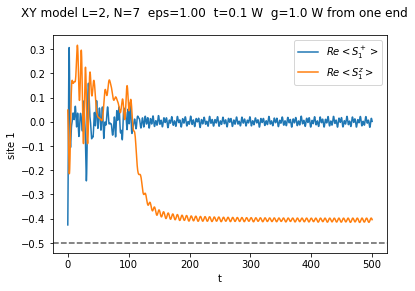 XY model L=2, N=7 eps=1.00 t=0.1 W g=1.0 W from one end
0.3
0.2
0.1
0.0
−0.1
−0.2
−0.3
−0.4
−0.5
site 1
Re < S₁⁺ >
Re < S₁ᶻ >
0 100 200 300 400 500
t